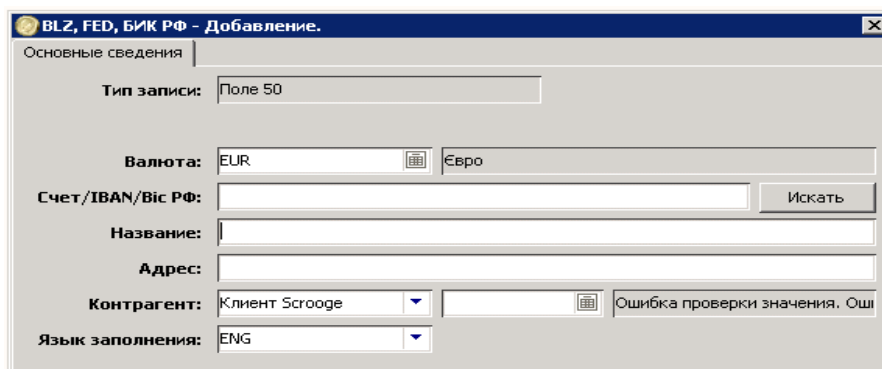 BLZ, FED, БИК РФ - Добавление.
Основные сведения
Тип записи: Поле 50
Валюта: EUR Євро
Счет/IBAN/Bic РФ: Искать
Название:
Адрес:
Контрагент: Клиент Scrooge Ошибка проверки значения.
Язык заполнения: ENG